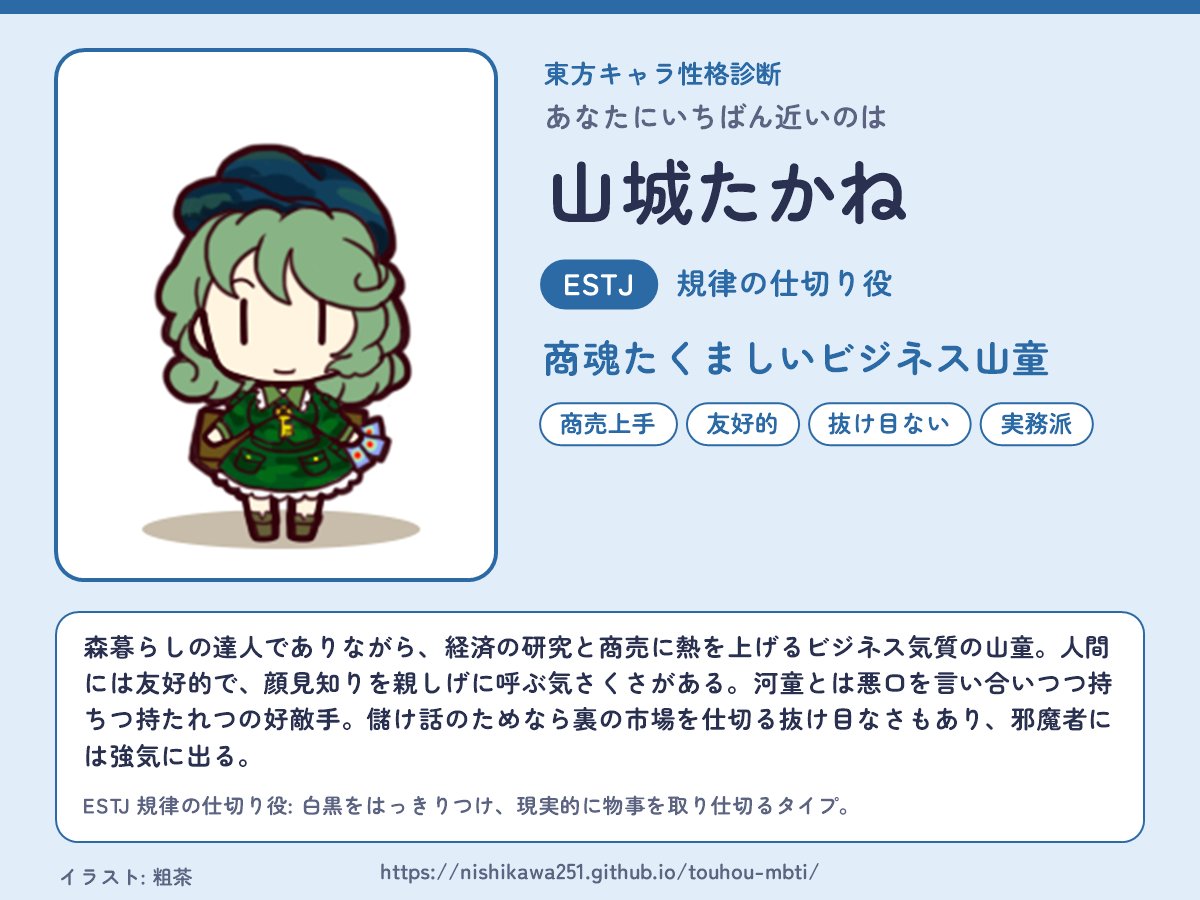 東方キャラ性格診断
あなたにいちばん近いのは
山城たかね
ESTJ 規律の仕切り役
商魂たくましいビジネス山童
商売上手 友好的 抜け目ない 実務派
森暮らしの達人でありながら、経済の研究と商売に熱を上げるビジネス気質の山童。人間
には友好的で、顔見知りを親しげに呼ぶ気さくさがある。河童とは悪口を言い合いつつ持
ちつ持たれつの好敵手。儲け話のためなら裏の市場を仕切る抜け目なさもあり、邪魔者に
は強気に出る。
ESTJ 規律の仕切り役: 白黒をはっきりつけ、現実的に物事を取り仕切るタイプ。
イラスト: 粗茶
https://nishikawa251.github.io/touhou-mbti/